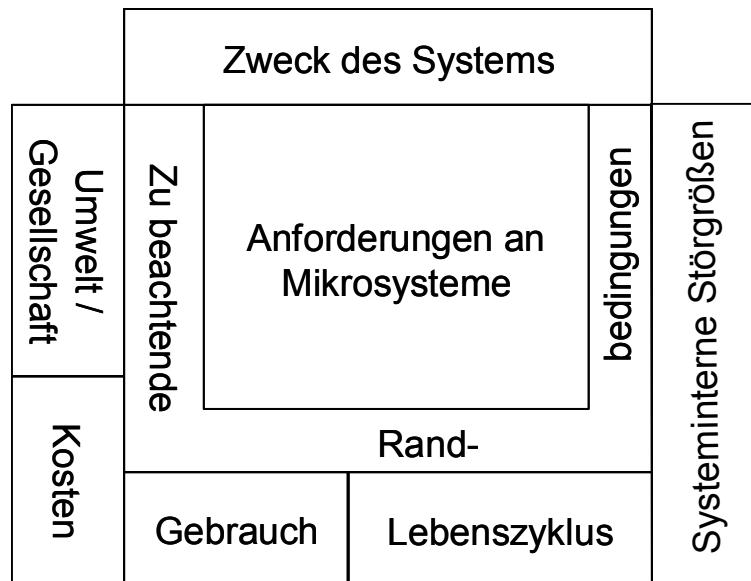 Zweck des Systems
Umwelt /
Gesellschaft
Kosten
Zu beachtende
Rand-
bedingungen
Anforderungen an
Mikrosysteme
Systeminterne Störgrößen
Gebrauch
Lebenszyklus